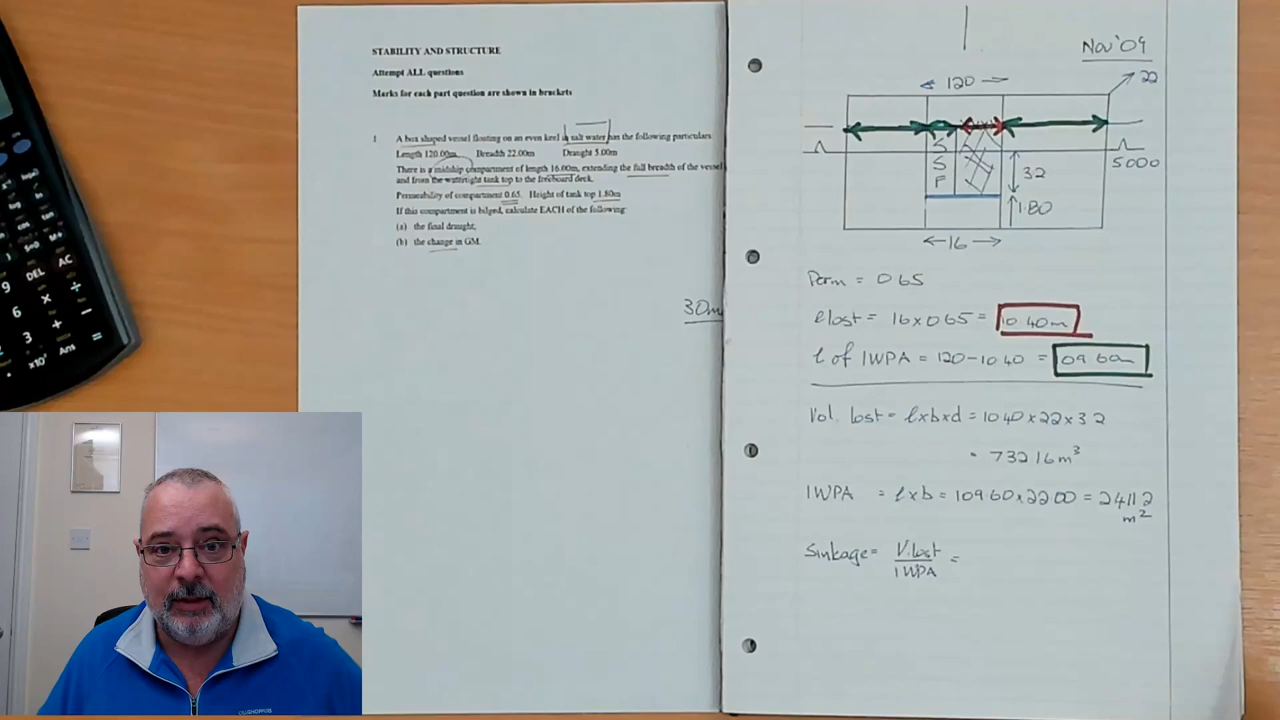 STABILITY AND STRUCTURE
Attempt ALL questions
Marks for each part question are shown in brackets
1 A box shaped vessel floating on an even keel in salt water has the following particulars
Length 120.00m Breadth 22.00m Draught 5.00m
There is a midship compartment of length 16.00m, extending the full breadth of the vessel
and from the watertight tank top to the freeboard deck.
Permeability of compartment 0.65. Height of tank top 1.80m
If this compartment is bilged, calculate EACH of the following:
(a) the final draught,
(b) the change in GM.
30m
Nov'09
120
22
S
S
F
3.2
5.000
1.80
16
Perm = 0.65
l lost = 16 x 0.65 = 10.40m
l of IWPA = 120 - 10.40 = 109.60m
Vol. lost = l x b x d = 10.40 x 22 x 3.2
= 732.16m³
IWPA = l x b = 109.60 x 22.00 = 2411.2
m²
Sinkage = V.lost
IWPA =
DEL
AC
9
6
3
x
÷
+
−
=
Ans
M+
S⇔D